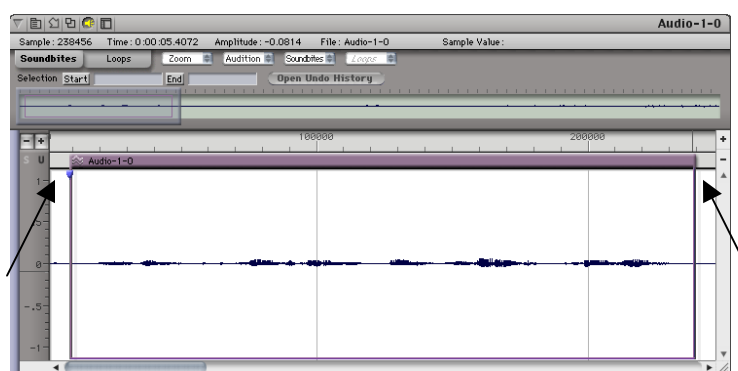 Audio-1-0
Sample: 238456 Time: 0:00:05.4072 Amplitude: -0.0814 File: Audio-1-0 Sample Value:
Soundbites Loops Zoom Audition Soundbites Loops
Selection Start End Open Undo History
- + 100000 200000 +
S U Audio-1-0 -
1
.5
0
-.5
-1